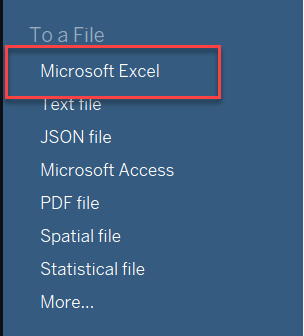 To a File
Microsoft Excel
Text file
JSON file
Microsoft Access
PDF file
Spatial file
Statistical file
More...